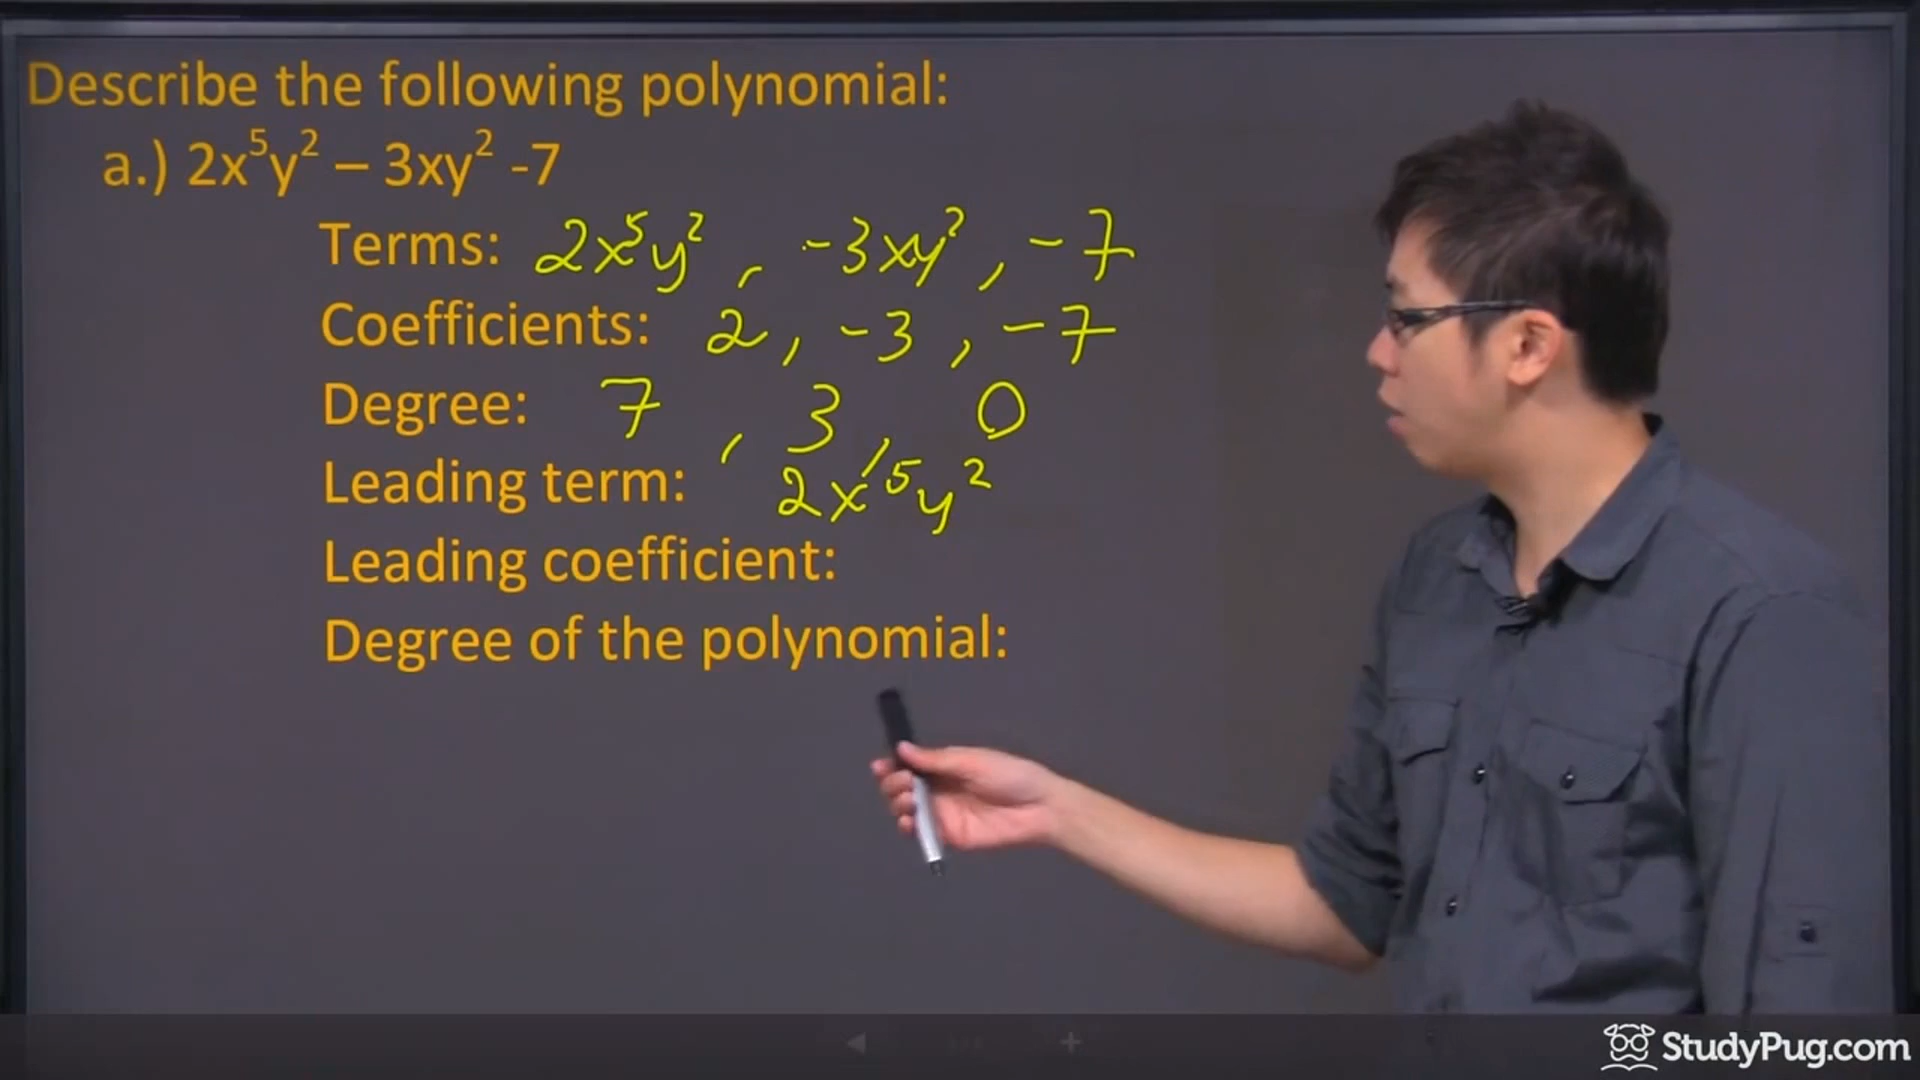 Describe the following polynomial:
a.) 2x⁵y² – 3xy² -7
Terms: 2x⁵y² , -3xy² , -7
Coefficients: 2 , -3 , -7
Degree: 7 , 3 , 0
Leading term: 2x⁵y²
Leading coefficient:
Degree of the polynomial:
StudyPug.com